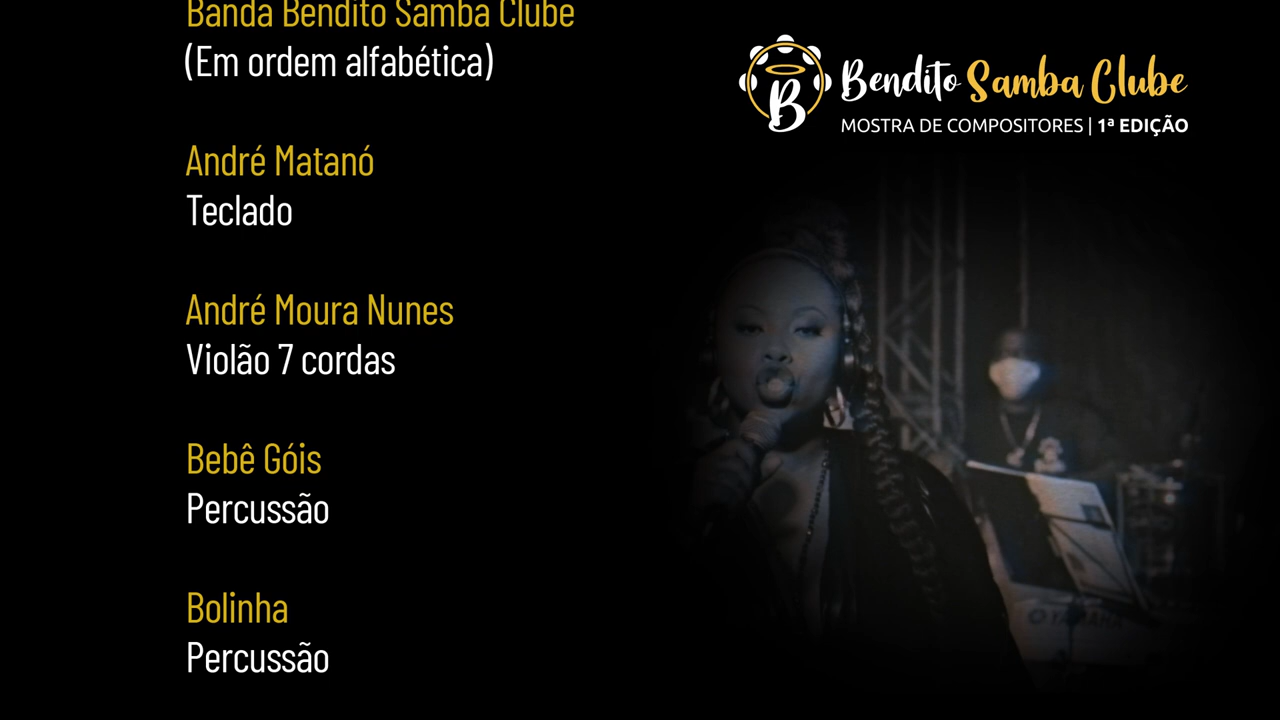 Banda Bendito Samba Clube
(Em ordem alfabética)
André Matanó
Teclado
André Moura Nunes
Violão 7 cordas
Bebê Góis
Percussão
Bolinha
Percussão
B
Bendito Samba Clube
MOSTRA DE COMPOSITORES | 1ª EDIÇÃO
YAMAHA